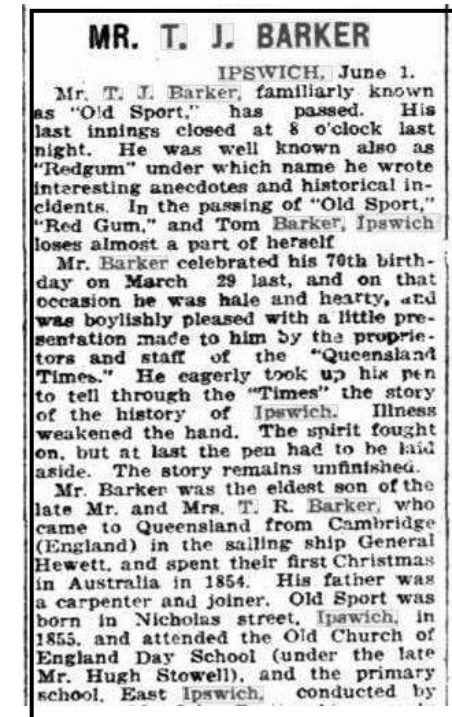 MR. T. J. BARKER
IPSWICH, June 1.
Mr. T. J. Barker, familiarly known
as "Old Sport," has passed. His
last innings closed at 8 o'clock last
night. He was well known also as
"Redgum" under which name he wrote
interesting anecdotes and historical in-
cidents. In the passing of "Old Sport,"
"Red Gum," and Tom Barker, Ipswich
loses almost a part of herself
Mr. Barker celebrated his 70th birth-
day on March 29 last, and on that
occasion he was hale and hearty, and
was boylishly pleased with a little pre-
sentation made to him by the proprie-
tors and staff of the "Queensland
Times." He eagerly took up his pen
to tell through the "Times" the story
of the history of Ipswich. Illness
weakened the hand. The spirit fought
on, but at last the pen had to be laid
aside. The story remains unfinished.
Mr. Barker was the eldest son of the
late Mr. and Mrs. T. R. Barker, who
came to Queensland from Cambridge
(England) in the sailing ship General
Hewett, and spent their first Christmas
in Australia in 1854. His father was
a carpenter and joiner. Old Sport was
born in Nicholas street, Ipswich, in
1855, and attended the Old Church of
England Day School (under the late
Mr. Hugh Stowell), and the primary
school, East Ipswich, conducted by